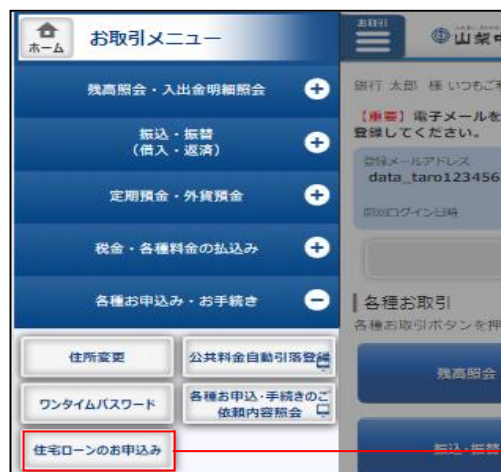 ホーム
お取引メニュー
残高照会・入出金明細照会
振込・振替
(借入・返済)
定期預金・外貨預金
税金・各種料金の払込み
各種お申込み・お手続き
住所変更
公共料金自動引落登録
ワンタイムパスワード
各種お申込・手続きのご
依頼内容照会
住宅ローンのお申込み
お取引
山梨中
銀行 太郎 様 いつもご利
【重要】電子メールを
登録してください。
登録メールアドレス
data_taro123456
前回ログイン日時
各種お取引
各種お取引ボタンを押
残高照会
振込・振替